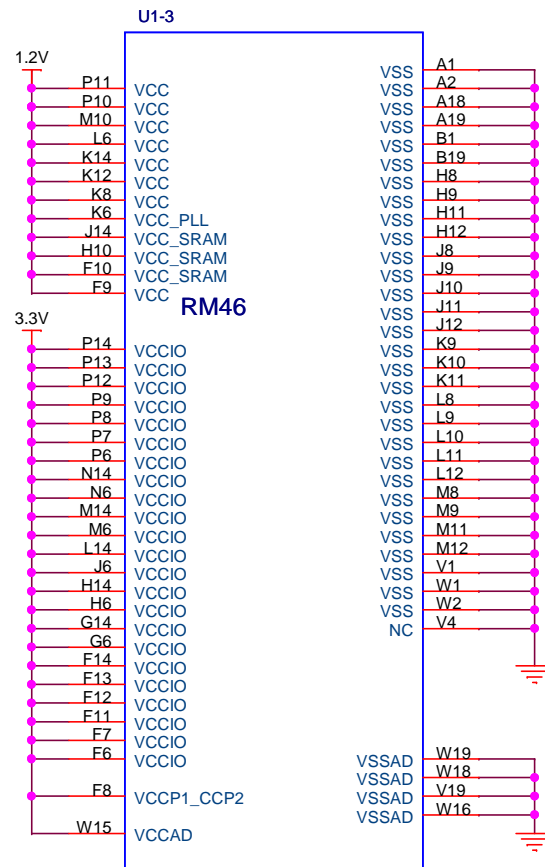 U1-3
1.2V
P11 VCC
P10 VCC
M10 VCC
L6 VCC
K14 VCC
K12 VCC
K8 VCC
K6 VCC_PLL
J14 VCC_SRAM
H10 VCC_SRAM
F10 VCC_SRAM
F9 VCC
RM46
3.3V
P14 VCCIO
P13 VCCIO
P12 VCCIO
P9 VCCIO
P8 VCCIO
P7 VCCIO
P6 VCCIO
N14 VCCIO
N6 VCCIO
M14 VCCIO
M6 VCCIO
L14 VCCIO
J6 VCCIO
H14 VCCIO
H6 VCCIO
G14 VCCIO
G6 VCCIO
F14 VCCIO
F13 VCCIO
F12 VCCIO
F11 VCCIO
F7 VCCIO
F6 VCCIO
F8 VCCP1_CCP2
W15 VCCAD
VSS A1
VSS A2
VSS A18
VSS A19
VSS B1
VSS B19
VSS H8
VSS H9
VSS H11
VSS H12
VSS J8
VSS J9
VSS J10
VSS J11
VSS J12
VSS K9
VSS K10
VSS K11
VSS L8
VSS L9
VSS L10
VSS L11
VSS L12
VSS M8
VSS M9
VSS M11
VSS M12
VSS V1
VSS W1
VSS W2
NC V4
VSSAD W19
VSSAD W18
VSSAD V19
VSSAD W16